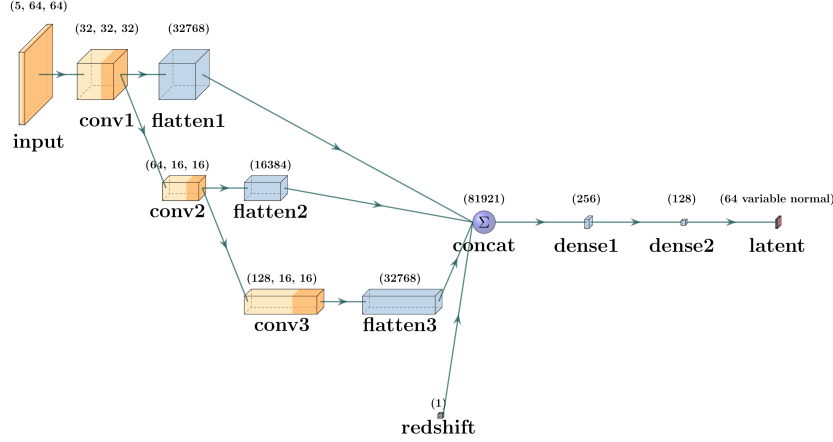 (5, 64, 64)
(32, 32, 32)
(32768)
conv1
flatten1
input
(64, 16, 16)
(16384)
conv2
flatten2
(81921)
(256)
(128)
(64 variable normal)
Σ
concat
dense1
dense2
latent
(128, 16, 16)
(32768)
conv3
flatten3
(1)
redshift